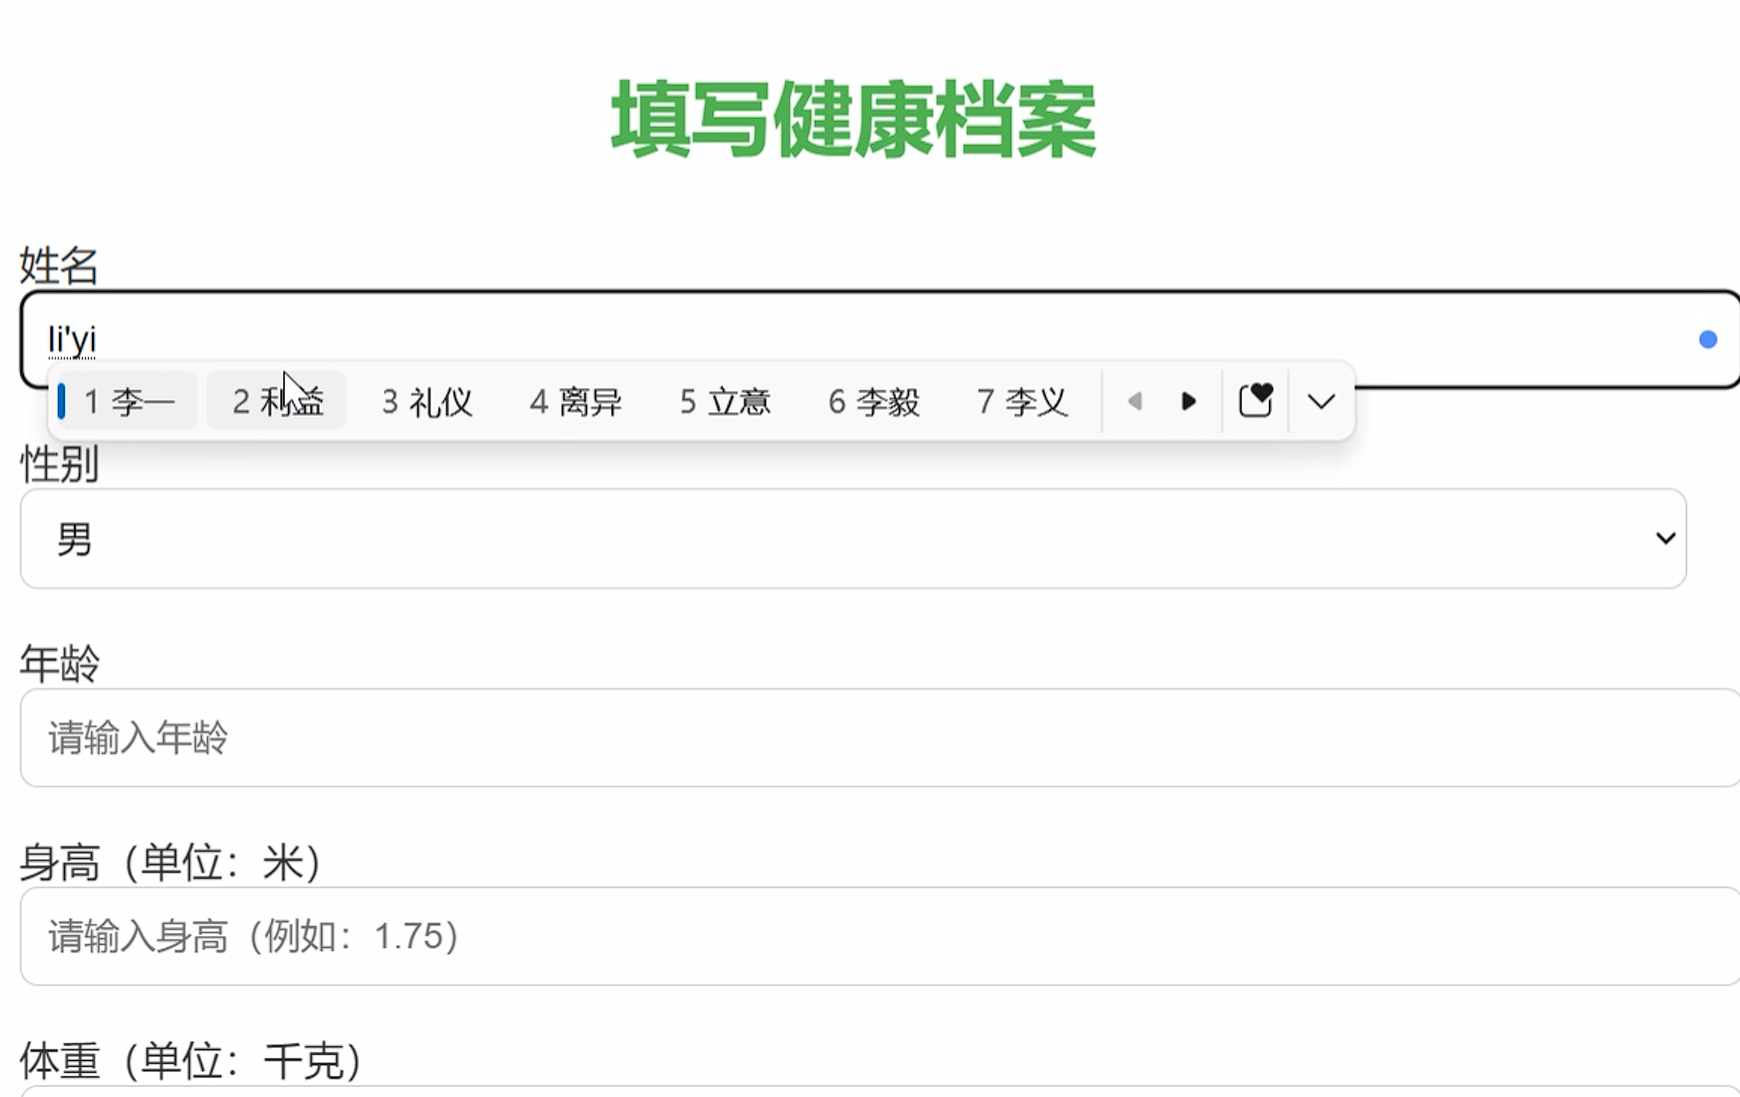 填写健康档案
姓名
li'yi
1 李一 2 利益 3 礼仪 4 离异 5 立意 6 李毅 7 李义
性别
男
年龄
请输入年龄
身高（单位：米）
请输入身高（例如：1.75）
体重（单位：千克）